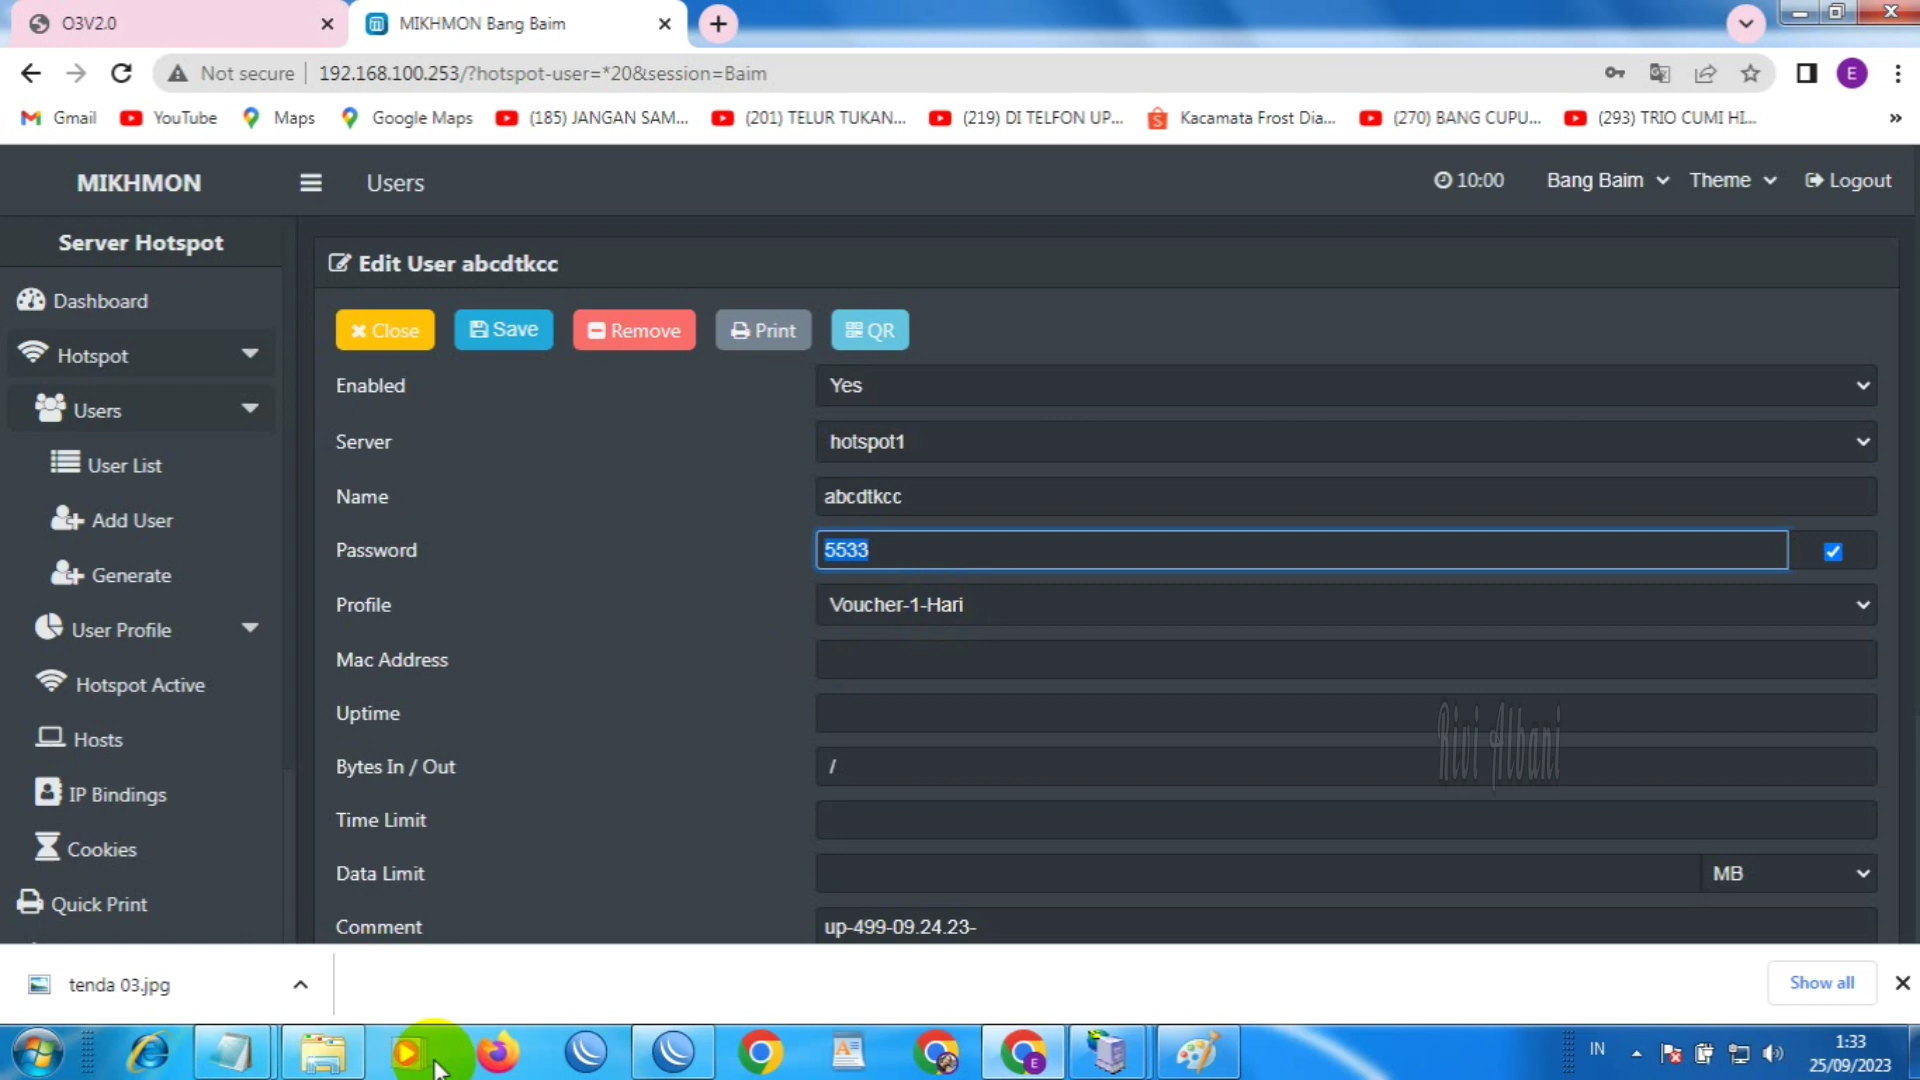 O3V2.0
MIKHMON Bang Baim
Not secure
192.168.100.253/?hotspot-user=*20&session=Baim
E
Gmail
YouTube
Maps
Google Maps
(185) JANGAN SAM...
(201) TELUR TUKAN...
(219) DI TELFON UP...
Kacamata Frost Dia...
(270) BANG CUPU...
(293) TRIO CUMI HI...
»
MIKHMON
Users
10:00
Bang Baim
Theme
Logout
Server Hotspot
Dashboard
Hotspot
Users
User List
Add User
Generate
User Profile
Hotspot Active
Hosts
IP Bindings
Cookies
Quick Print
Edit User abcdtkcc
Close
Save
Remove
Print
QR
Enabled
Yes
Server
hotspot1
Name
abcdtkcc
Password
5533
Profile
Voucher-1-Hari
Mac Address
Uptime
Bytes In / Out
/
Time Limit
Data Limit
MB
Comment
up-499-09.24.23-
Rivi Albani
tenda 03.jpg
Show all
IN
1:33
25/09/2023